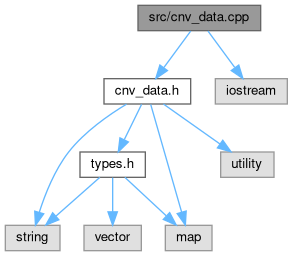 src/cnv_data.cpp
cnv_data.h
iostream
types.h
utility
string
vector
map